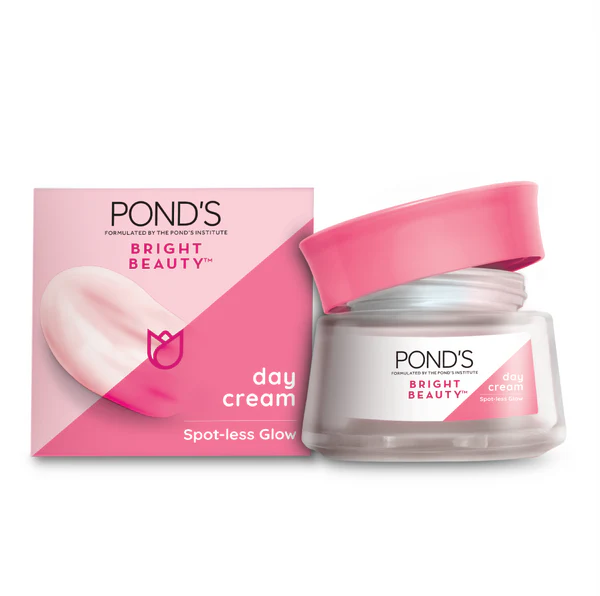 POND'S
FORMULATED BY THE POND'S INSTITUTE
BRIGHT
BEAUTY™
day
cream
Spot-less Glow
POND'S
FORMULATED BY THE POND'S INSTITUTE
BRIGHT
BEAUTY™
day
cream
Spot-less Glow